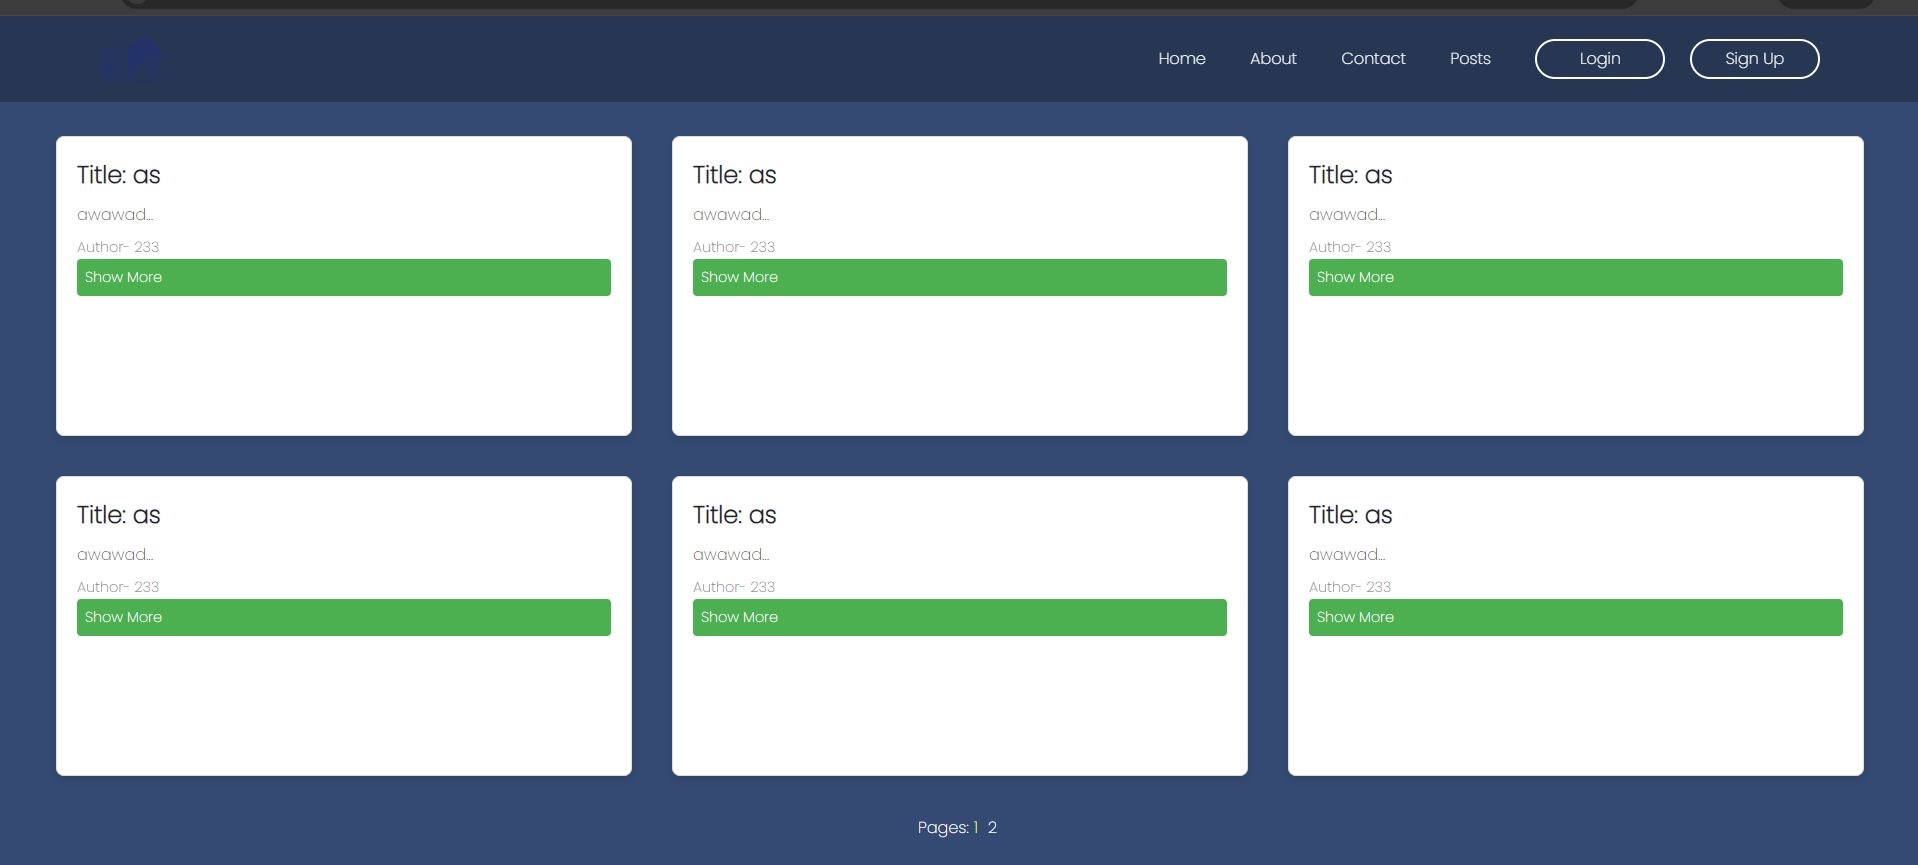 Home About Contact Posts Login Sign Up
Title: as
awawad...
Author- 233
Show More
Title: as
awawad...
Author- 233
Show More
Title: as
awawad...
Author- 233
Show More
Title: as
awawad...
Author- 233
Show More
Title: as
awawad...
Author- 233
Show More
Title: as
awawad...
Author- 233
Show More
Pages: 1 2